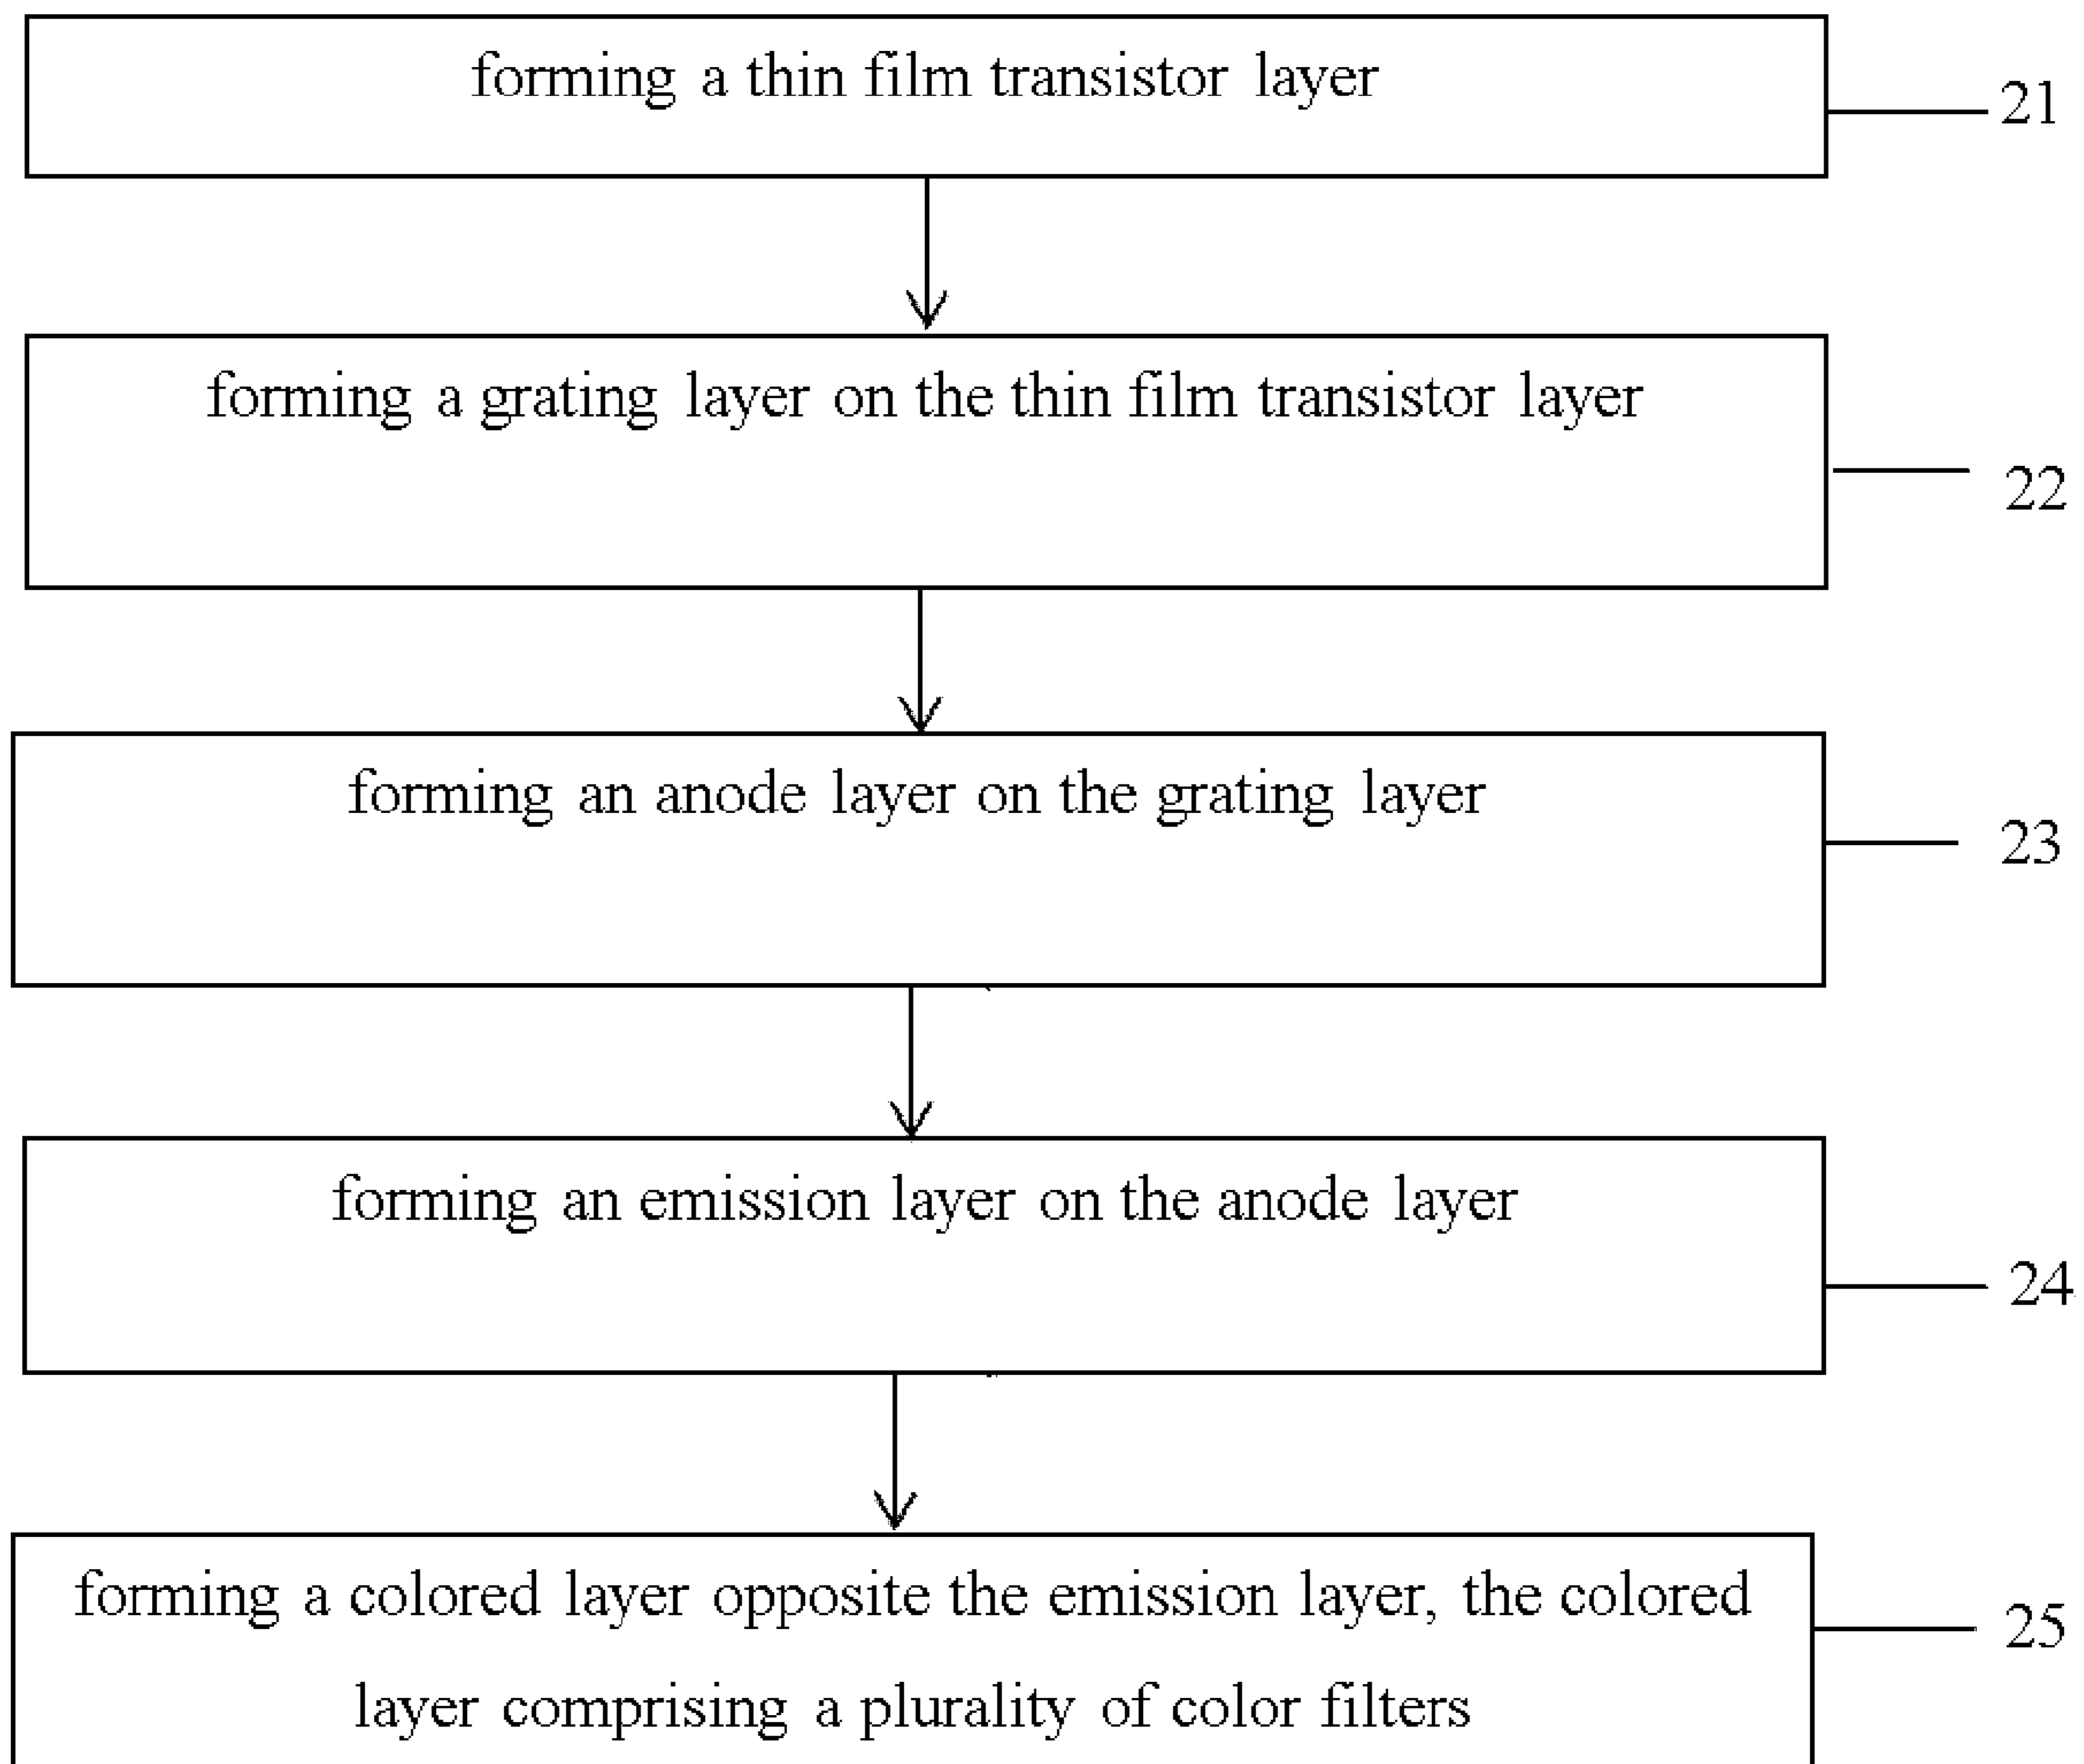 forming a thin film transistor layer
21
forming a grating layer on the thin film transistor layer
22
forming an anode layer on the grating layer
23
forming an emission layer on the anode layer
24
forming a colored layer opposite the emission layer, the colored
25
layer comprising a plurality of color filters